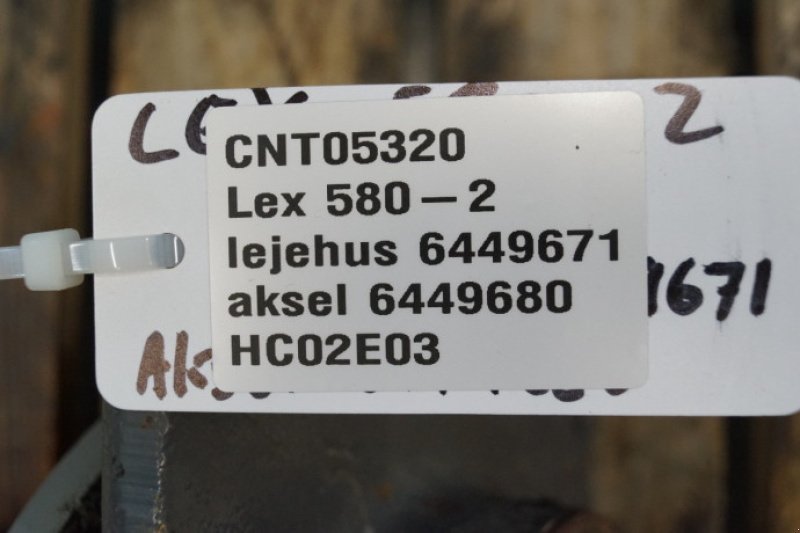 CNT05320
Lex 580-2
lejehus 6449671
aksel 6449680
HC02E03